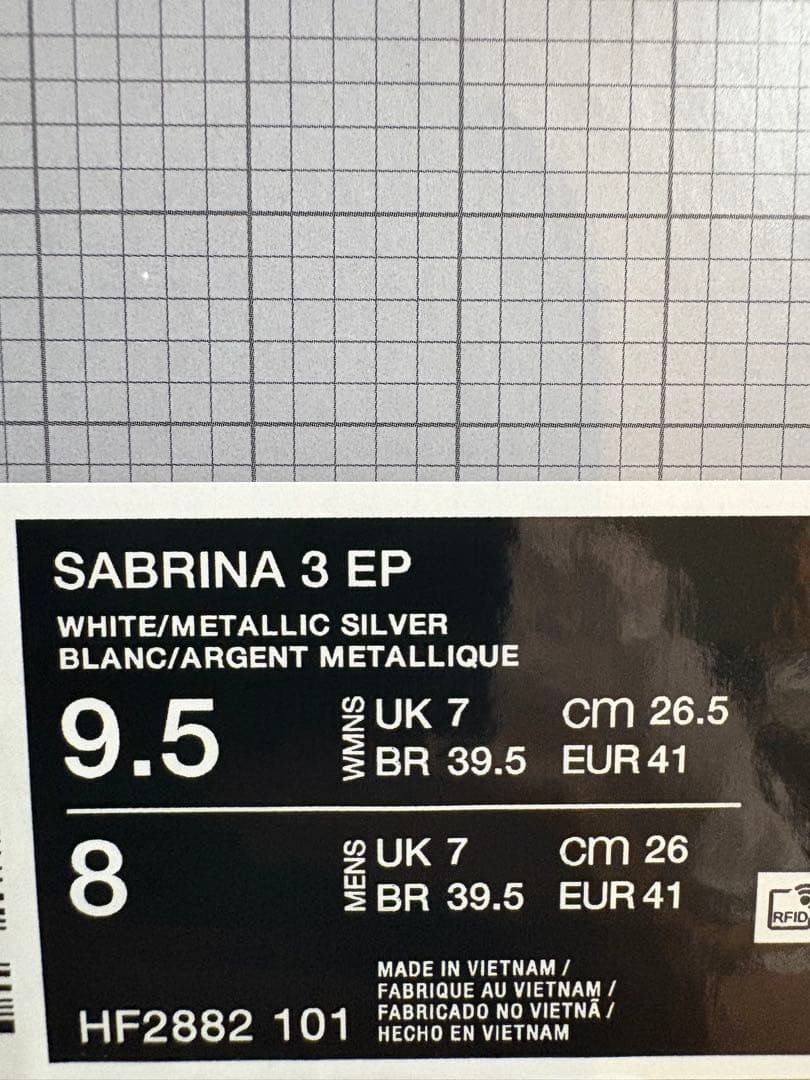 SABRINA 3 EP
WHITE/METALLIC SILVER
BLANC/ARGENT METALLIQUE
9.5 WMNS UK 7 cm 26.5
BR 39.5 EUR 41
8 MENS UK 7 cm 26
BR 39.5 EUR 41
RFID
MADE IN VIETNAM /
FABRIQUE AU VIETNAM /
FABRICADO NO VIETNÃ /
HECHO EN VIETNAM
HF2882 101